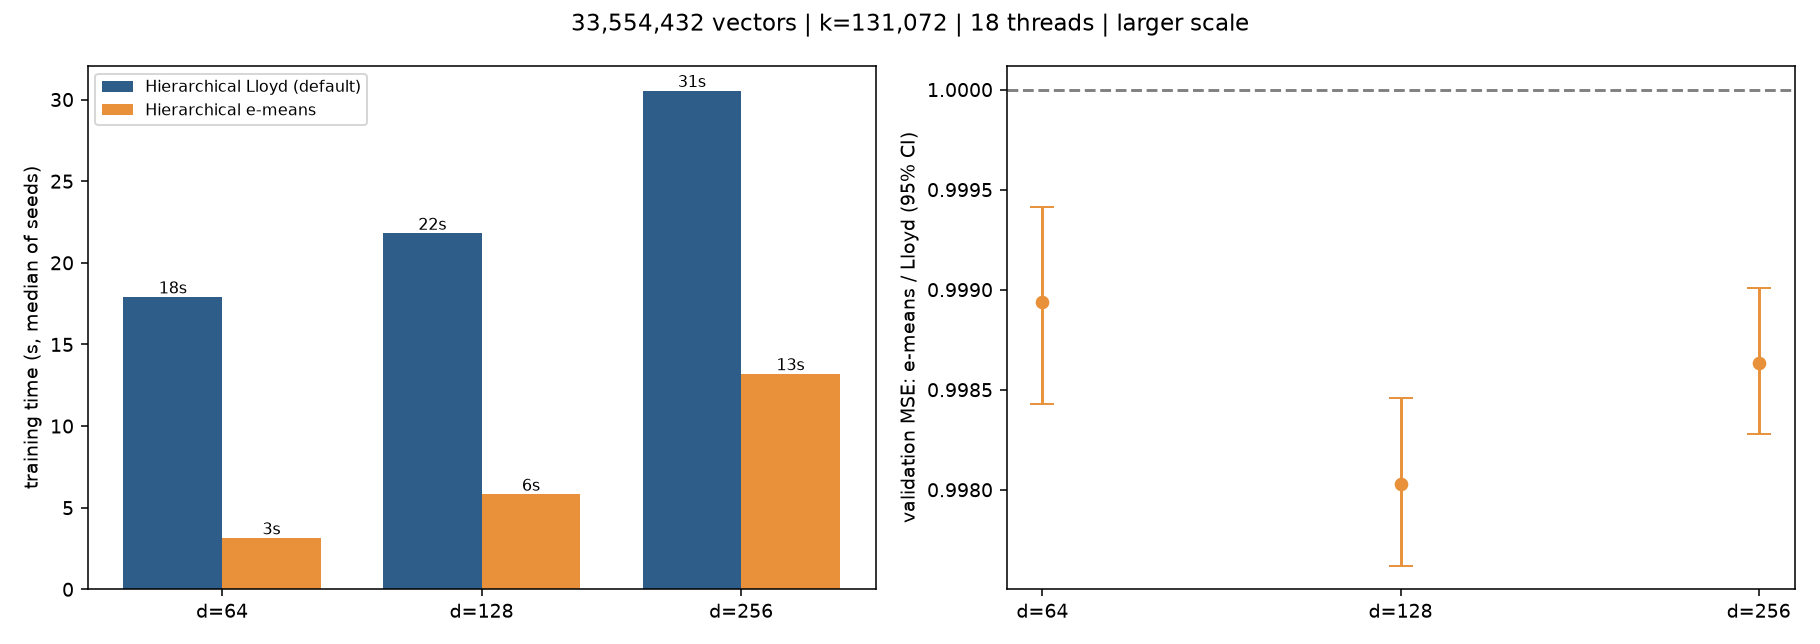 33,554,432 vectors | k=131,072 | 18 threads | larger scale
training time (s, median of seeds)
30
25
20
15
10
5
0
Hierarchical Lloyd (default)
Hierarchical e-means
18s
3s
22s
6s
31s
13s
d=64
d=128
d=256
validation MSE: e-means / Lloyd (95% CI)
1.0000
0.9995
0.9990
0.9985
0.9980
d=64
d=128
d=256